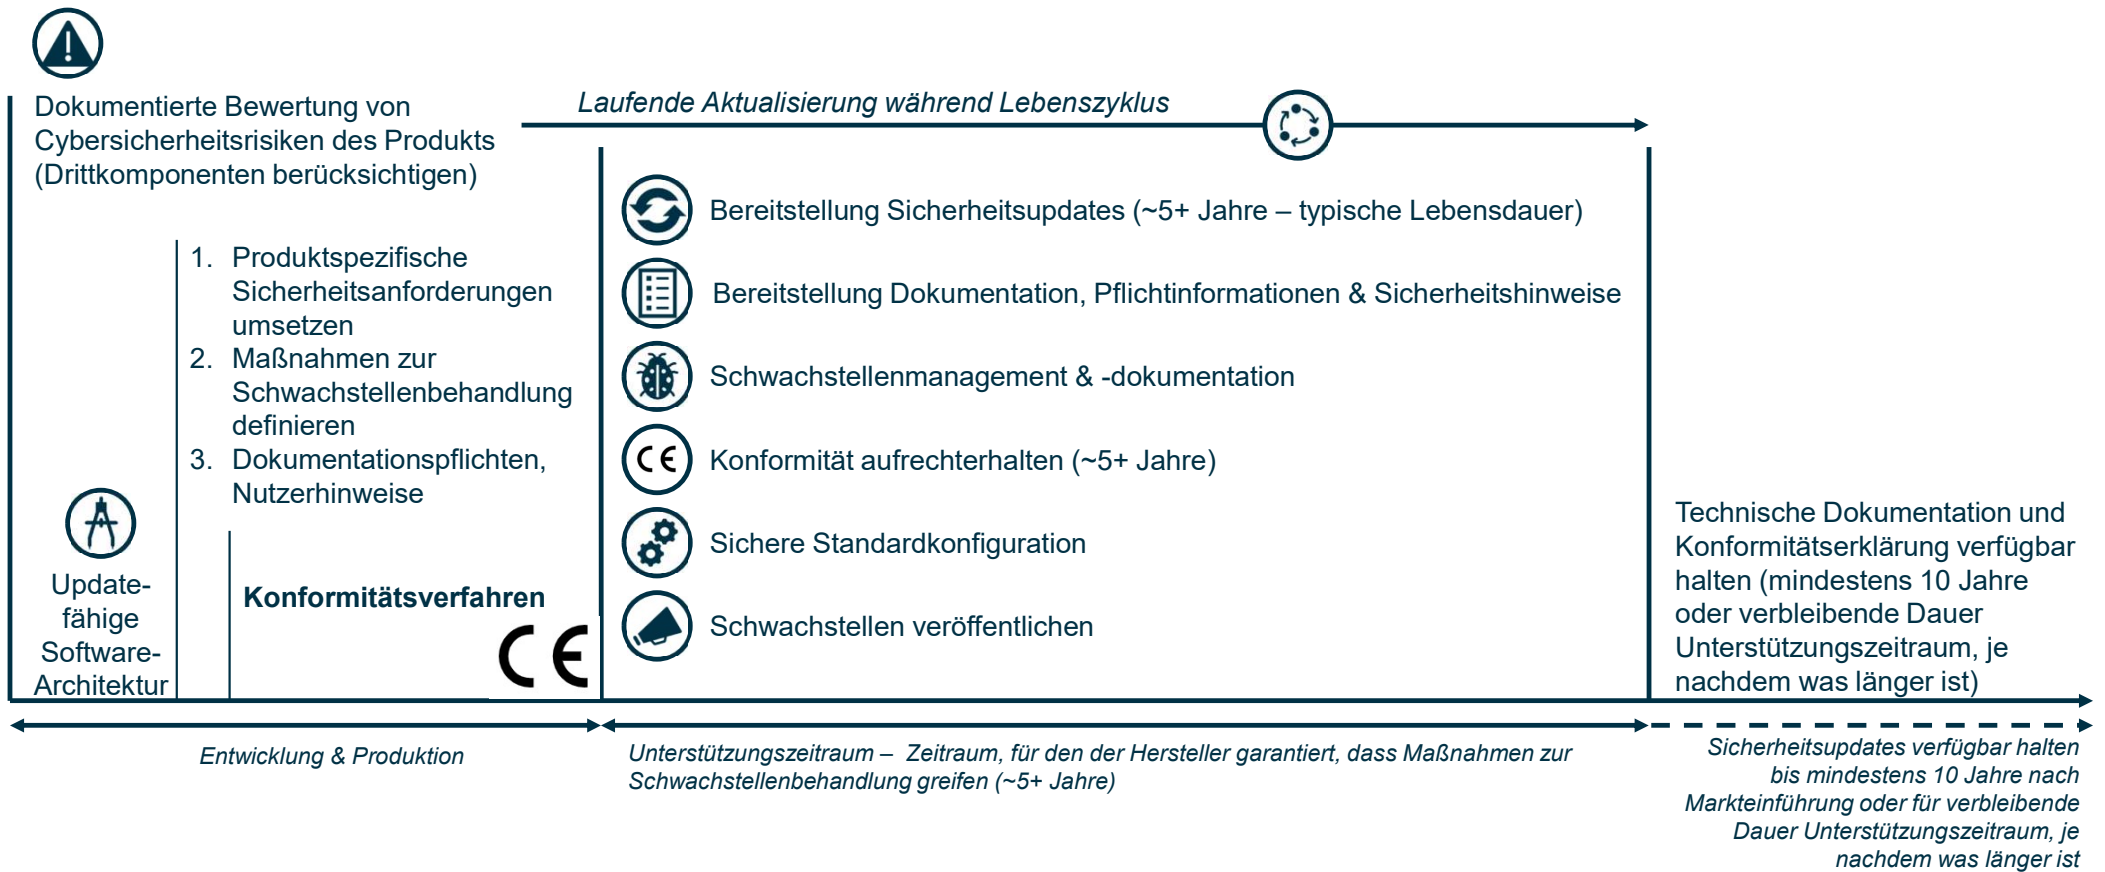 Dokumentierte Bewertung von
Cybersicherheitsrisiken des Produkts
(Drittkomponenten berücksichtigen)
Laufende Aktualisierung während Lebenszyklus
1. Produktspezifische
Sicherheitsanforderungen
umsetzen
2. Maßnahmen zur
Schwachstellenbehandlung
definieren
3. Dokumentationspflichten,
Nutzerhinweise
Update-
fähige
Software-
Architektur
Konformitätsverfahren
CE
Bereitstellung Sicherheitsupdates (~5+ Jahre – typische Lebensdauer)
Bereitstellung Dokumentation, Pflichtinformationen & Sicherheitshinweise
Schwachstellenmanagement & -dokumentation
CE
Konformität aufrechterhalten (~5+ Jahre)
Sichere Standardkonfiguration
Schwachstellen veröffentlichen
Technische Dokumentation und
Konformitätserklärung verfügbar
halten (mindestens 10 Jahre
oder verbleibende Dauer
Unterstützungszeitraum, je
nachdem was länger ist)
Entwicklung & Produktion
Unterstützungszeitraum – Zeitraum, für den der Hersteller garantiert, dass Maßnahmen zur
Schwachstellenbehandlung greifen (~5+ Jahre)
Sicherheitsupdates verfügbar halten
bis mindestens 10 Jahre nach
Markteinführung oder für verbleibende
Dauer Unterstützungszeitraum, je
nachdem was länger ist